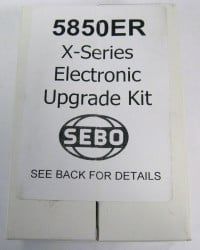 5850ER
X-Series
Electronic
Upgrade Kit
SEBO
SEE BACK FOR DETAILS